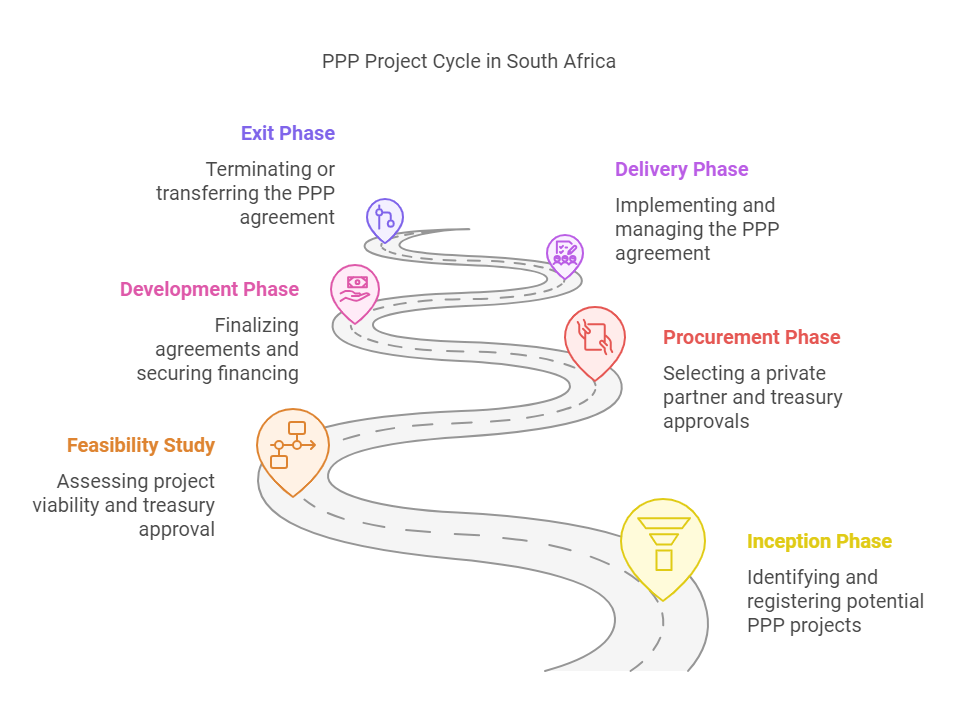 PPP Project Cycle in South Africa
Exit Phase
Terminating or
transferring the PPP
agreement
Delivery Phase
Implementing and
managing the PPP
agreement
Development Phase
Finalizing
agreements and
securing financing
Procurement Phase
Selecting a private
partner and treasury
approvals
Feasibility Study
Assessing project
viability and treasury
approval
Inception Phase
Identifying and
registering potential
PPP projects